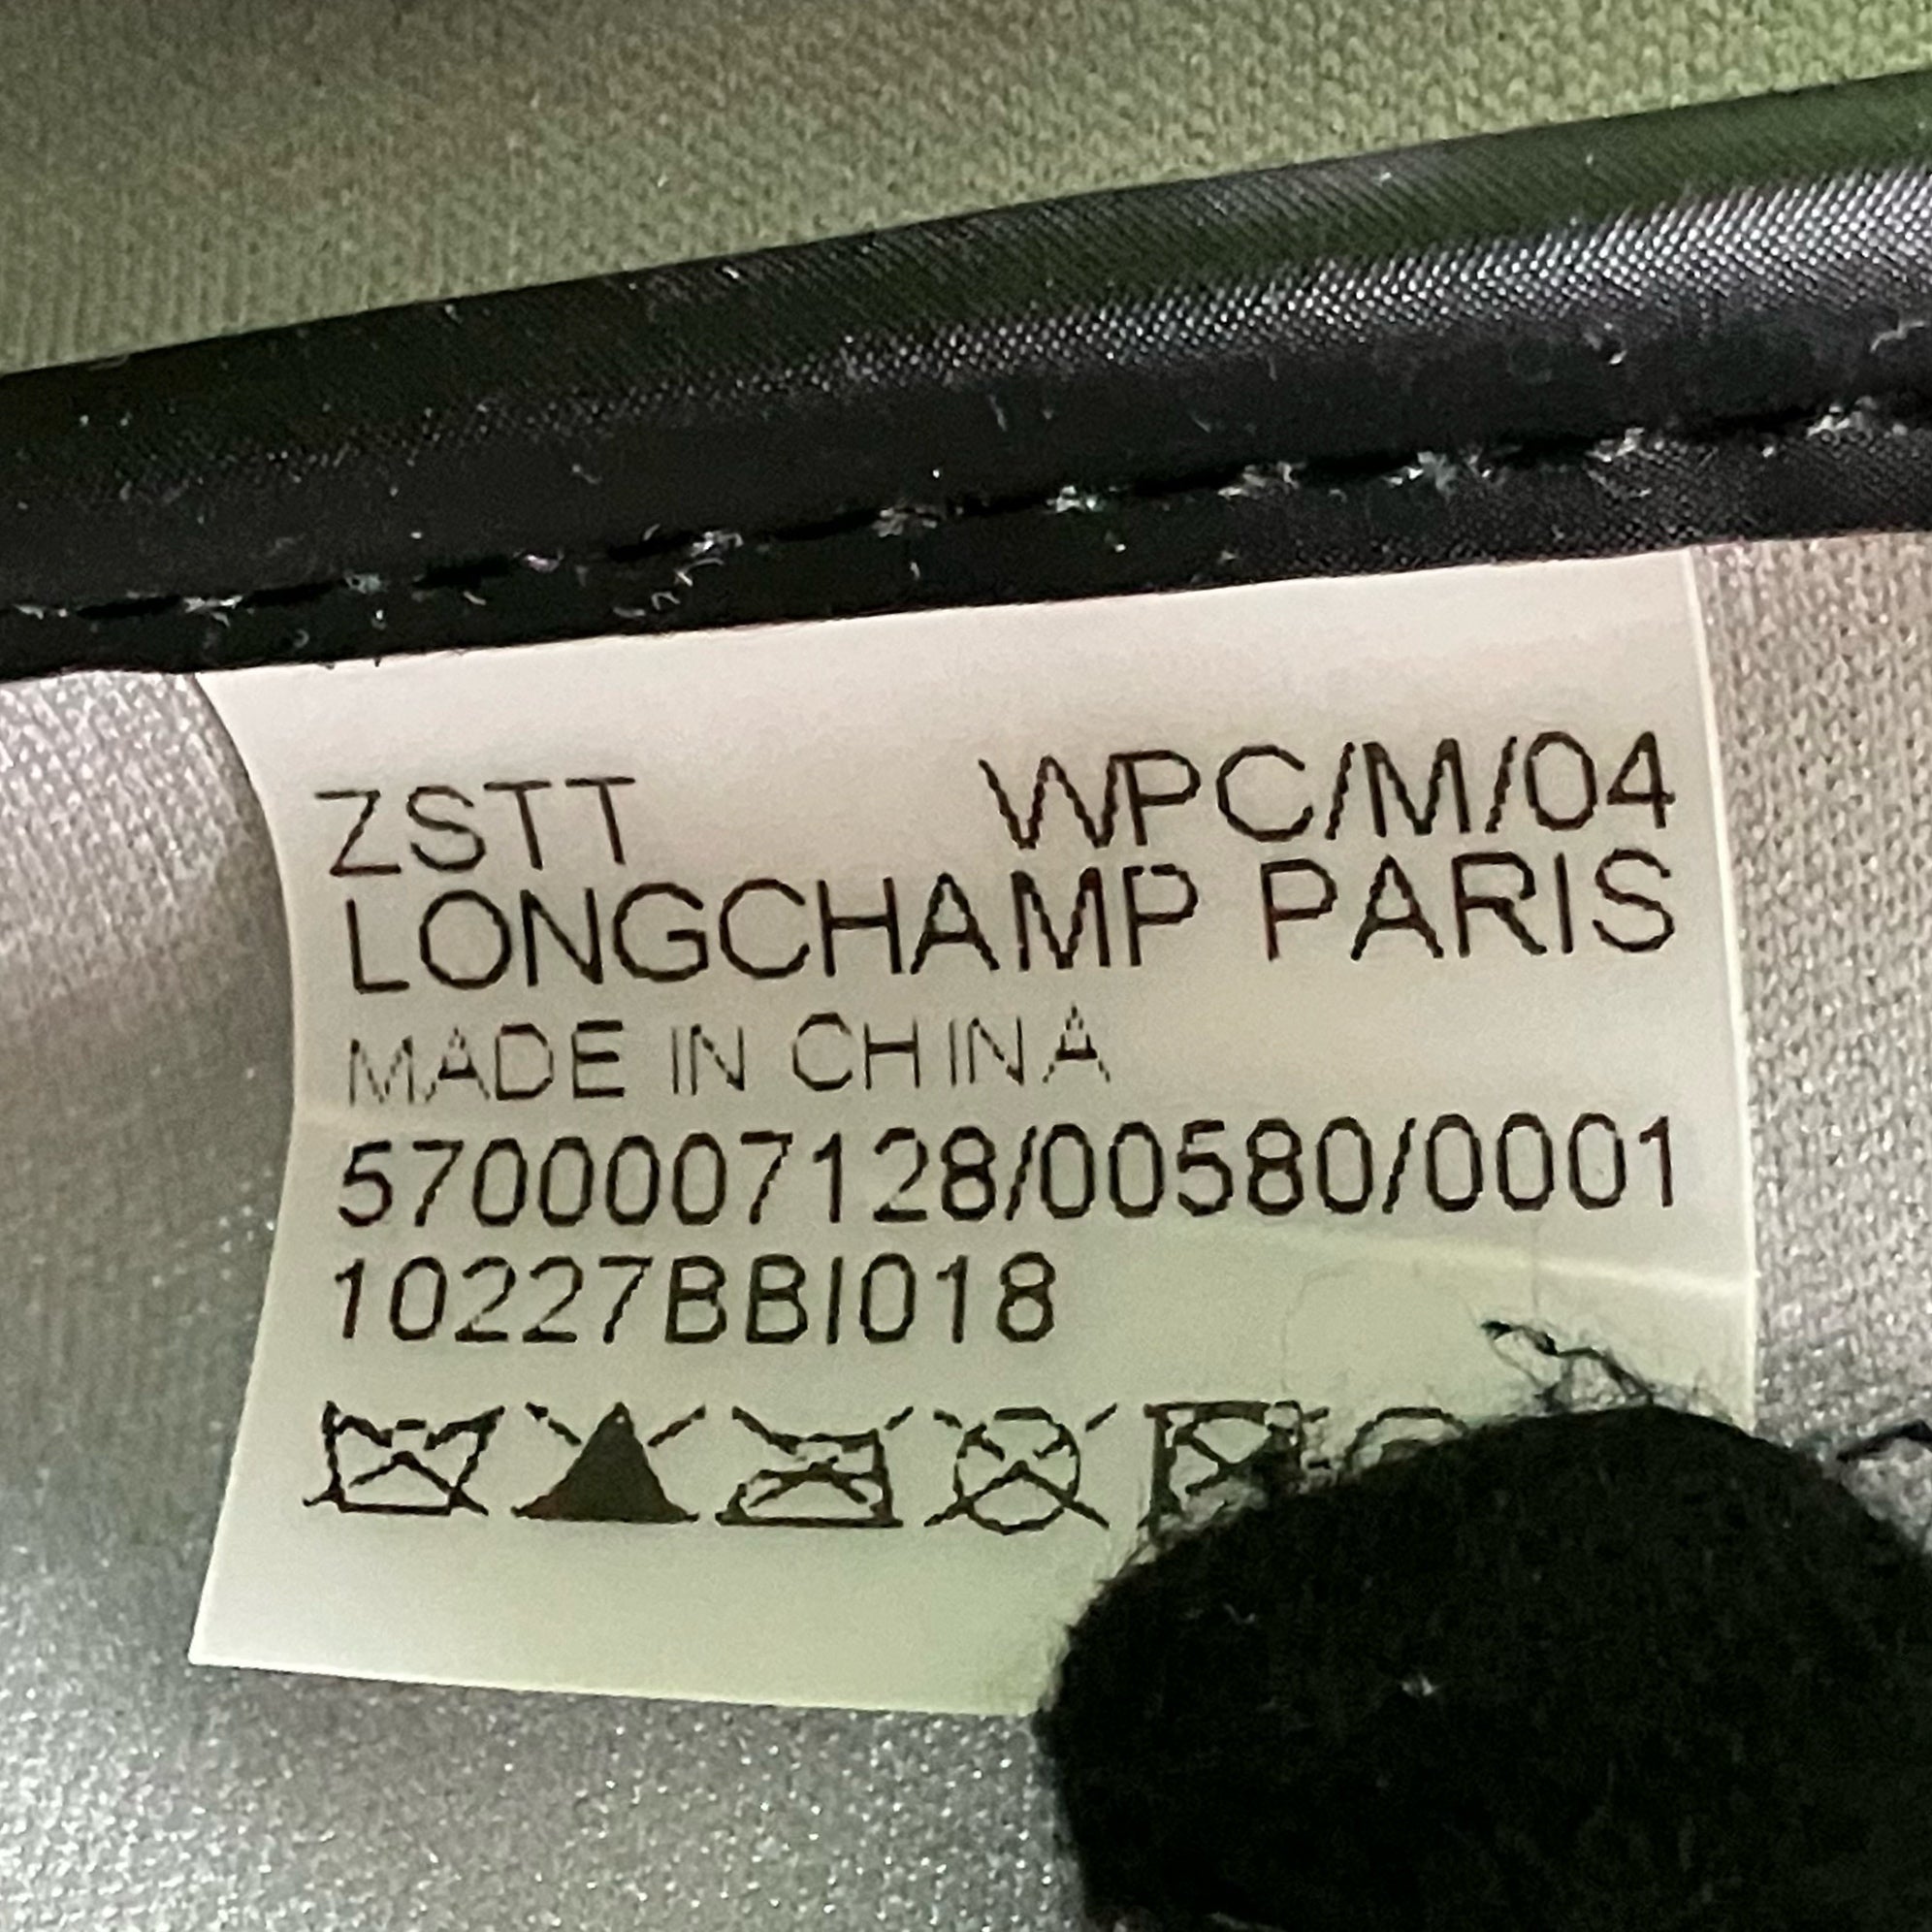 ZSTT WPC/M/04
LONGCHAMP PARIS
MADE IN CHINA
5700007128/00580/0001
10227BBI018